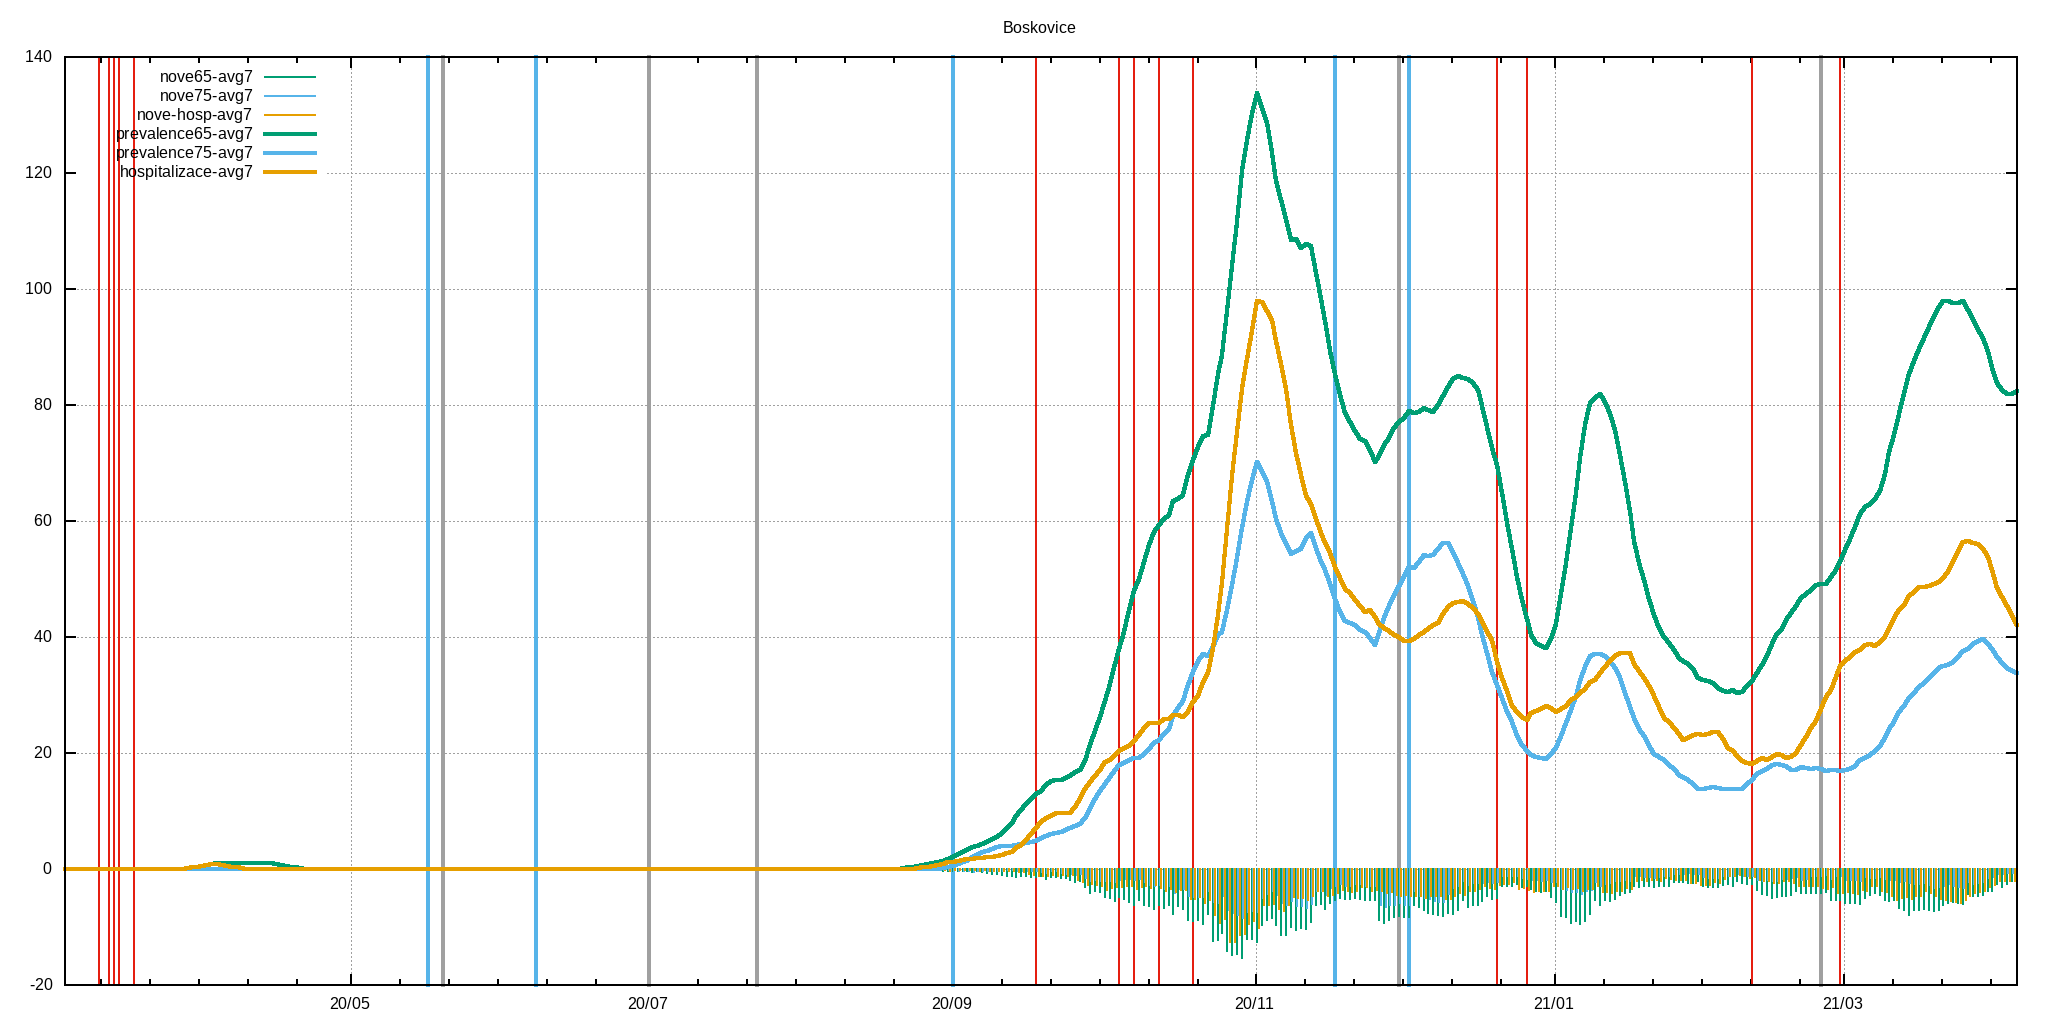 Boskovice
140
nove65-avg7
nove75-avg7
nove-hosp-avg7
prevalence65-avg7
prevalence75-avg7
hospitalizace-avg7
120
100
80
60
40
20
0
-20
20/05 20/07 20/09 20/11 21/01 21/03